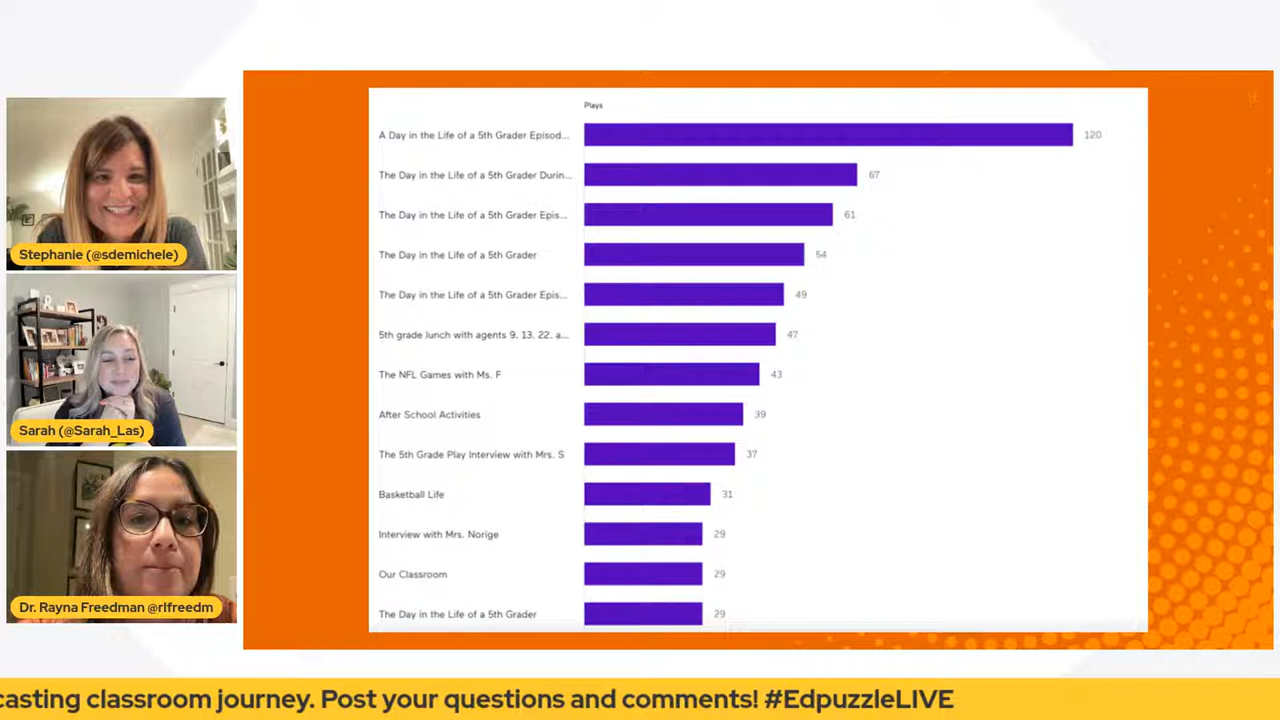 Stephanie (@sdemichele)
Sarah (@Sarah_Las)
Dr. Rayna Freedman @rlfreedm
Plays
A Day in the Life of a 5th Grader Episod... 120
The Day in the Life of a 5th Grader Durin... 67
The Day in the Life of a 5th Grader Epis... 61
The Day in the Life of a 5th Grader 54
The Day in the Life of a 5th Grader Epis... 49
5th grade lunch with agents 9. 13. 22. a... 47
The NFL Games with Ms. F 43
After School Activities 39
The 5th Grade Play Interview with Mrs. S 37
Basketball Life 31
Interview with Mrs. Norige 29
Our Classroom 29
The Day in the Life of a 5th Grader 29
casting classroom journey. Post your questions and comments! #EdpuzzleLIVE